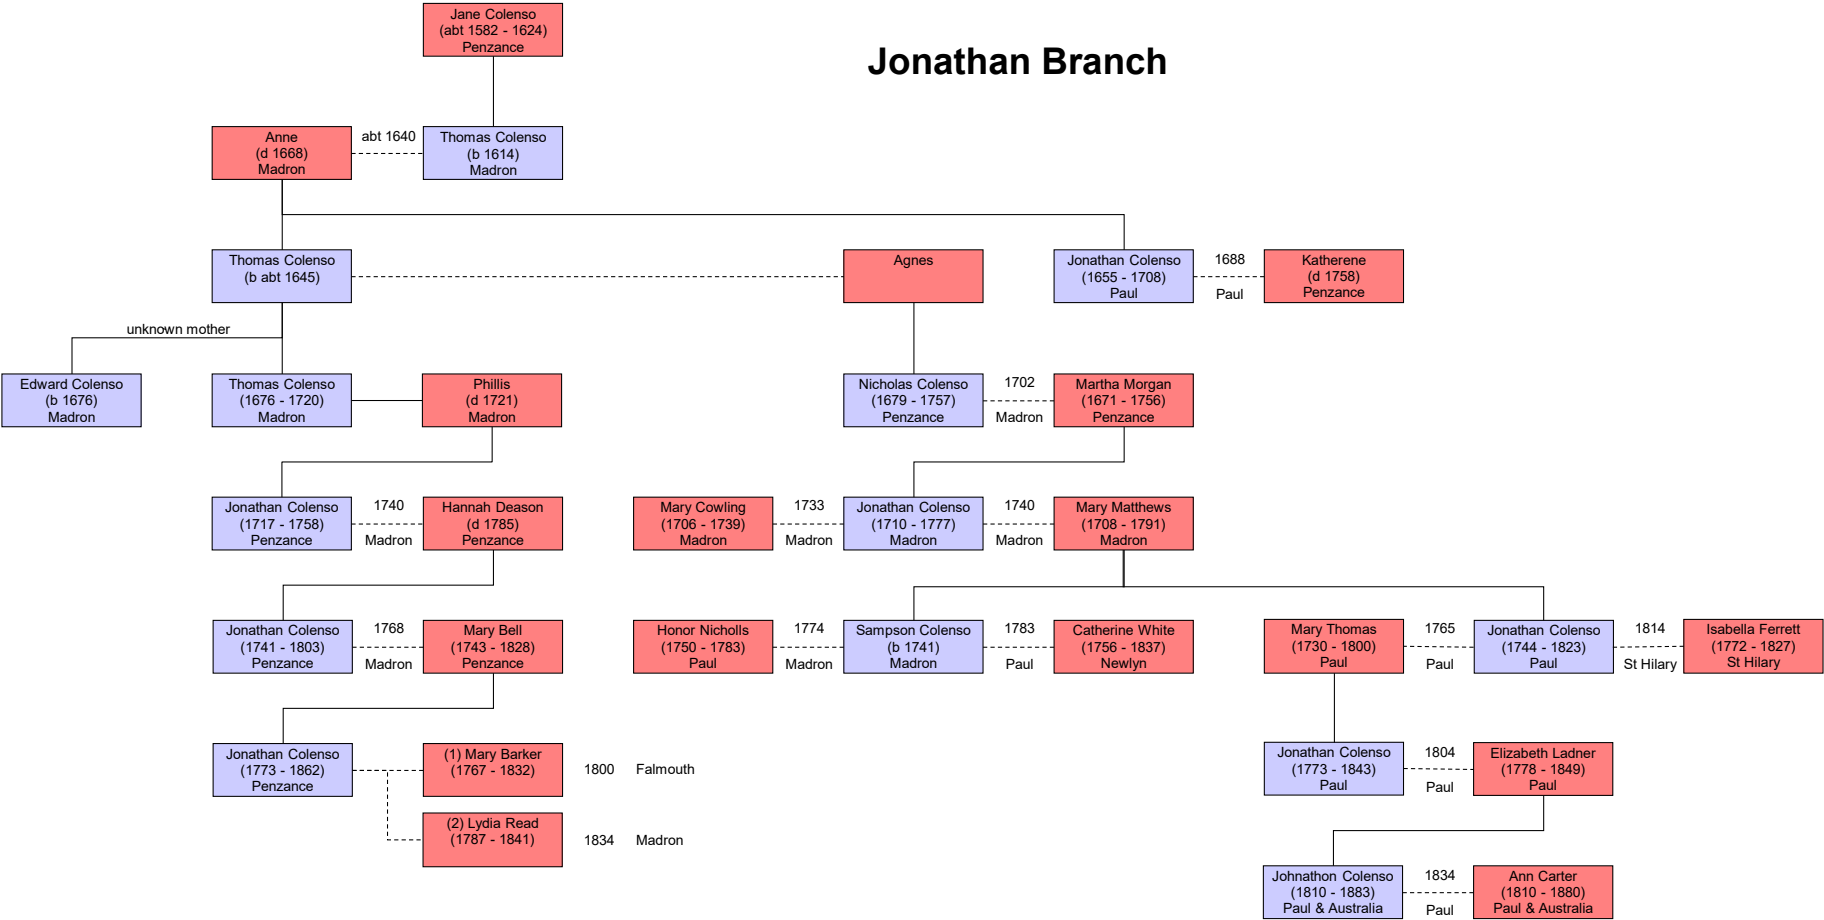 Jane Colenso
(abt 1582 - 1624)
Penzance
Jonathan Branch
Anne
(d 1668)
Madron
abt 1640
Thomas Colenso
(b 1614)
Madron
Thomas Colenso
(b abt 1645)
Agnes
Jonathan Colenso
(1655 - 1708)
Paul
1688
Paul
Katherene
(d 1758)
Penzance
unknown mother
Edward Colenso
(b 1676)
Madron
Thomas Colenso
(1676 - 1720)
Madron
Phillis
(d 1721)
Madron
Nicholas Colenso
(1679 - 1757)
Penzance
1702
Madron
Martha Morgan
(1671 - 1756)
Penzance
Jonathan Colenso
(1717 - 1758)
Penzance
1740
Madron
Hannah Deason
(d 1785)
Penzance
Mary Cowling
(1706 - 1739)
Madron
1733
Madron
Jonathan Colenso
(1710 - 1777)
Madron
1740
Madron
Mary Matthews
(1708 - 1791)
Madron
Jonathan Colenso
(1741 - 1803)
Penzance
1768
Madron
Mary Bell
(1743 - 1828)
Penzance
Honor Nicholls
(1750 - 1783)
Paul
1774
Madron
Sampson Colenso
(b 1741)
Madron
1783
Paul
Catherine White
(1756 - 1837)
Newlyn
Mary Thomas
(1730 - 1800)
Paul
1765
Paul
Jonathan Colenso
(1744 - 1823)
Paul
1814
St Hilary
Isabella Ferrett
(1772 - 1827)
St Hilary
Jonathan Colenso
(1773 - 1862)
Penzance
(1) Mary Barker
(1767 - 1832)
1800 Falmouth
(2) Lydia Read
(1787 - 1841)
1834 Madron
Jonathan Colenso
(1773 - 1843)
Paul
1804
Paul
Elizabeth Ladner
(1778 - 1849)
Paul
Johnathon Colenso
(1810 - 1883)
Paul & Australia
1834
Paul
Ann Carter
(1810 - 1880)
Paul & Australia